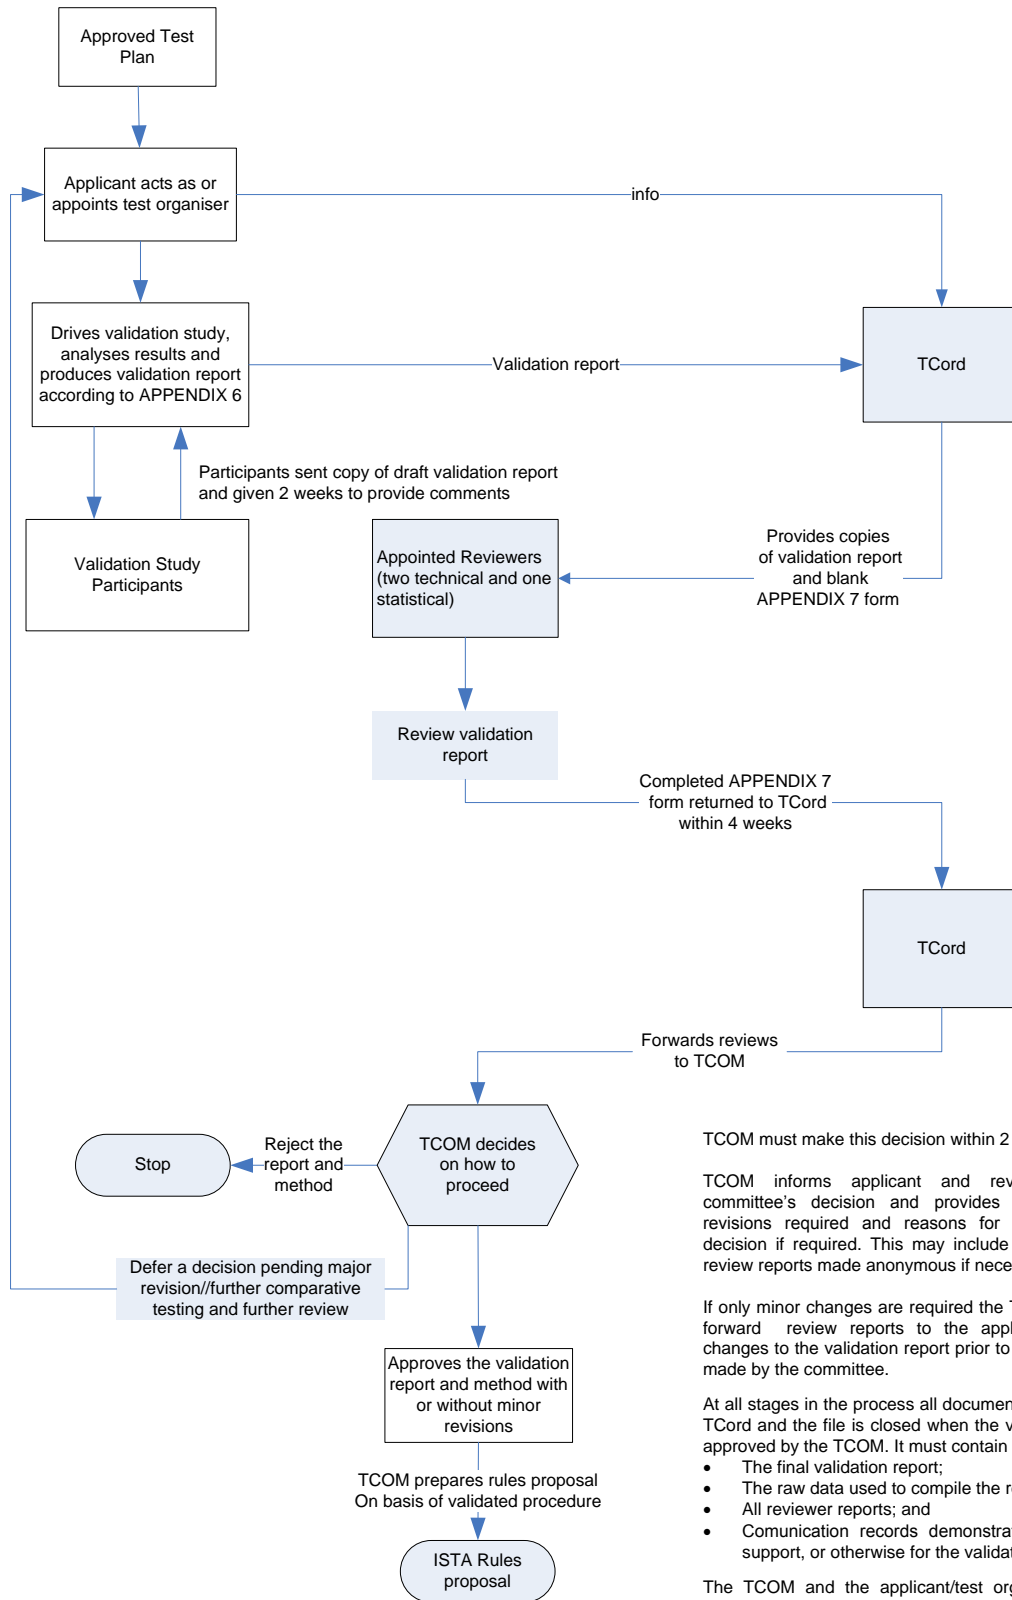 Approved Test
Plan
Applicant acts as or
appoints test organiser
info
Drives validation study,
analyses results and
produces validation report
according to APPENDIX 6
Validation report
TCord
Participants sent copy of draft validation report
and given 2 weeks to provide comments
Validation Study
Participants
Appointed Reviewers
(two technical and one
statistical)
Provides copies
of validation report
and blank
APPENDIX 7 form
Review validation
report
Completed APPENDIX 7
form returned to TCord
within 4 weeks
TCord
Forwards reviews
to TCOM
TCOM decides
on how to
proceed
Reject the
report and
method
Stop
Defer a decision pending major
revision//further comparative
testing and further review
Approves the validation
report and method with
or without minor
revisions
TCOM prepares rules proposal
On basis of validated procedure
ISTA Rules
proposal
TCOM must make this decision within 2
TCOM informs applicant and
committee's decision and provides
revisions required and reasons for
decision if required. This may include
review reports made anonymous if
If only minor changes are required the
forward review reports to the
changes to the validation report prior to
made by the committee.
At all stages in the process all
TCord and the file is closed when the
approved by the TCOM. It must contain
• The final validation report;
• The raw data used to compile the
• All reviewer reports; and
• Comunication records
support, or otherwise for the
The TCOM and the applicant/test